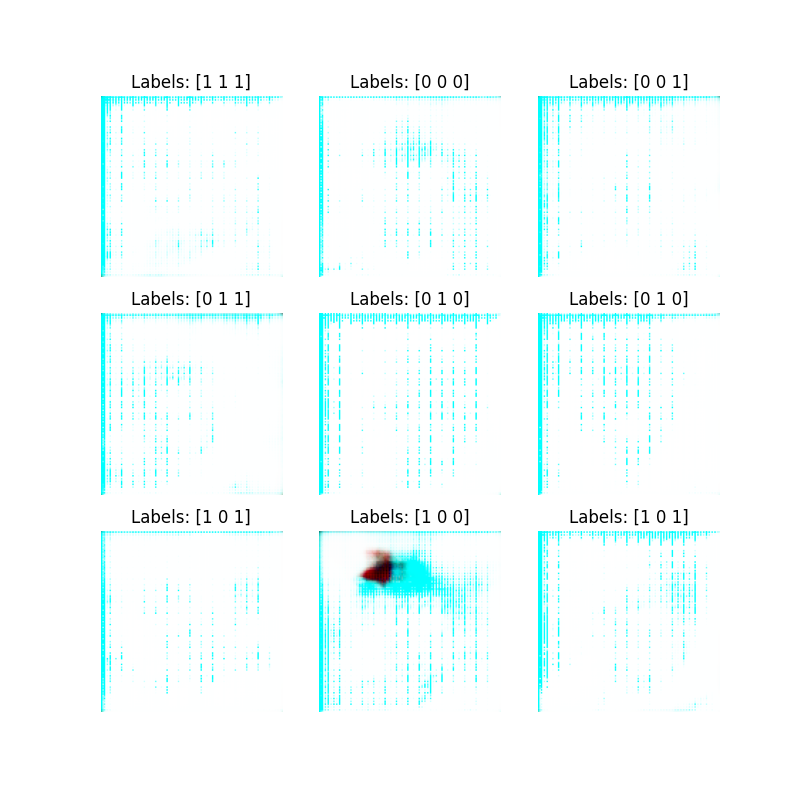 Labels: [1 1 1]
Labels: [0 0 0]
Labels: [0 0 1]
Labels: [0 1 1]
Labels: [0 1 0]
Labels: [0 1 0]
Labels: [1 0 1]
Labels: [1 0 0]
Labels: [1 0 1]